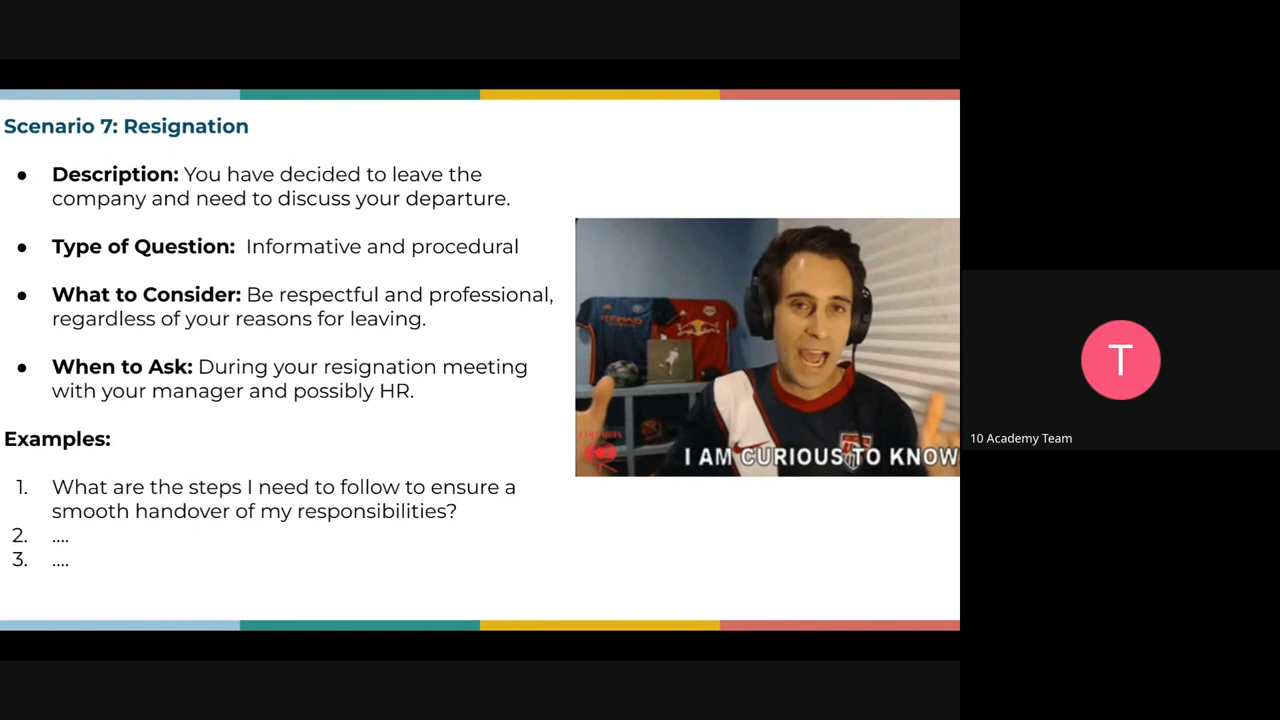 Scenario 7: Resignation
● Description: You have decided to leave the
company and need to discuss your departure.
● Type of Question: Informative and procedural
● What to Consider: Be respectful and professional,
regardless of your reasons for leaving.
● When to Ask: During your resignation meeting
with your manager and possibly HR.
Examples:
1. What are the steps I need to follow to ensure a
smooth handover of my responsibilities?
2. ....
3. ....
COLUMBIA
I AM CURIOUS TO KNOW
T
10 Academy Team